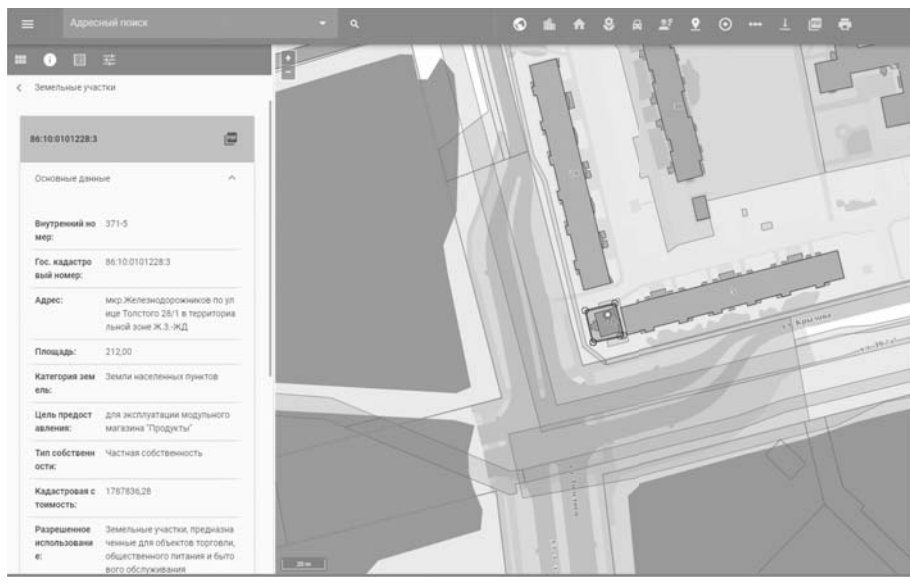 Адресный поиск
Земельные участки
86:10:0101228:3
Основные данные
Внутренний но
мер:
371-5
Гос. кадастро
вый номер:
86:10:0101228:3
Адрес:
мкр.Железнодорожников по ул
ице Толстого 28/1 в территориа
льной зоне Ж.3.-ЖД
Площадь:
212,00
Категория зем
ель:
Земли населенных пунктов
Цель предост
авления:
для эксплуатации модульного
магазина "Продукты"
Тип собственн
ости:
Частная собственность
Кадастровая с
тоимость:
1787836,28
Разрешенное
использовани
е:
Земельные участки, предназна
ченные для объектов торговли,
общественного питания и быто
вого обслуживания
ул. Крылова
20 m